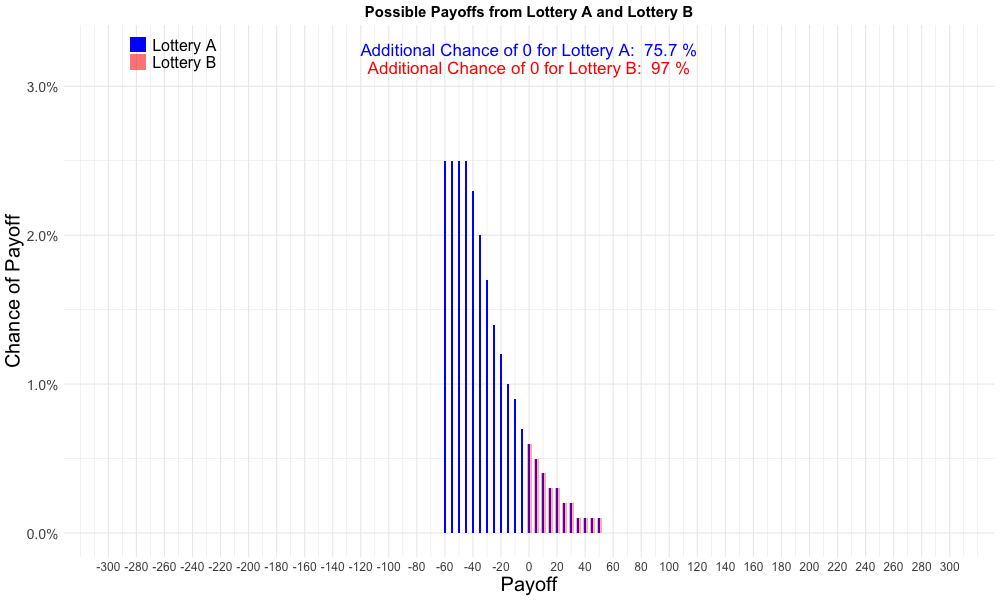 Possible Payoffs from Lottery A and Lottery B
Lottery A
Lottery B
Additional Chance of 0 for Lottery A: 75.7 %
Additional Chance of 0 for Lottery B: 97 %
Chance of Payoff
3.0%
2.0%
1.0%
0.0%
-300 -280 -260 -240 -220 -200 -180 -160 -140 -120 -100 -80 -60 -40 -20 0 20 40 60 80 100 120 140 160 180 200 220 240 260 280 300
Payoff